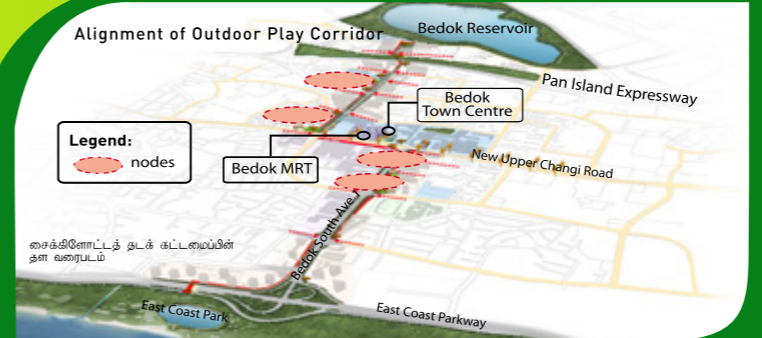 Alignment of Outdoor Play Corridor
Bedok Reservoir
Pan Island Expressway
Bedok
Town Centre
Legend:
nodes
Bedok MRT
New Upper Changi Road
Bedok South Ave 1
சைக்கிளோட்டத் தடக் கட்டமைப்பின்
தள வரைபடம்
East Coast Park
East Coast Parkway